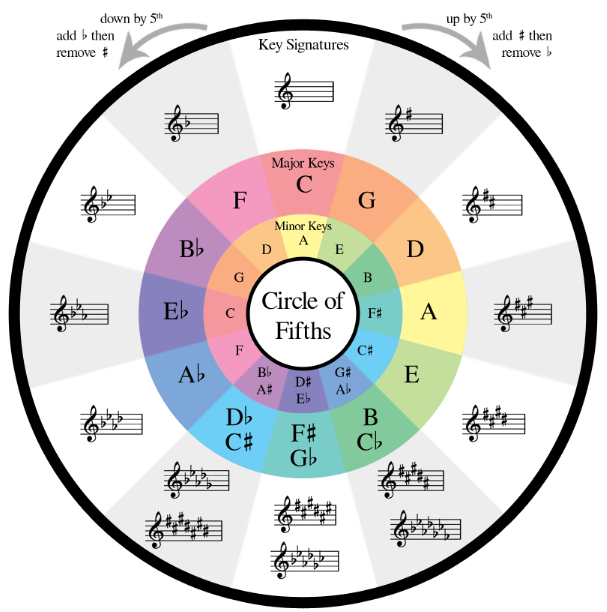 down by 5th
add ♭ then
remove ♯
up by 5th
add ♯ then
remove ♭
Key Signatures
Major Keys
C
G
D
A
E
B
C♭
F♯
G♭
D♭
C♯
A♭
E♭
B♭
F
Minor Keys
A
E
B
F♯
C♯
G♯
A♭
D♯
E♭
B♭
A♯
F
C
G
D
Circle of
Fifths